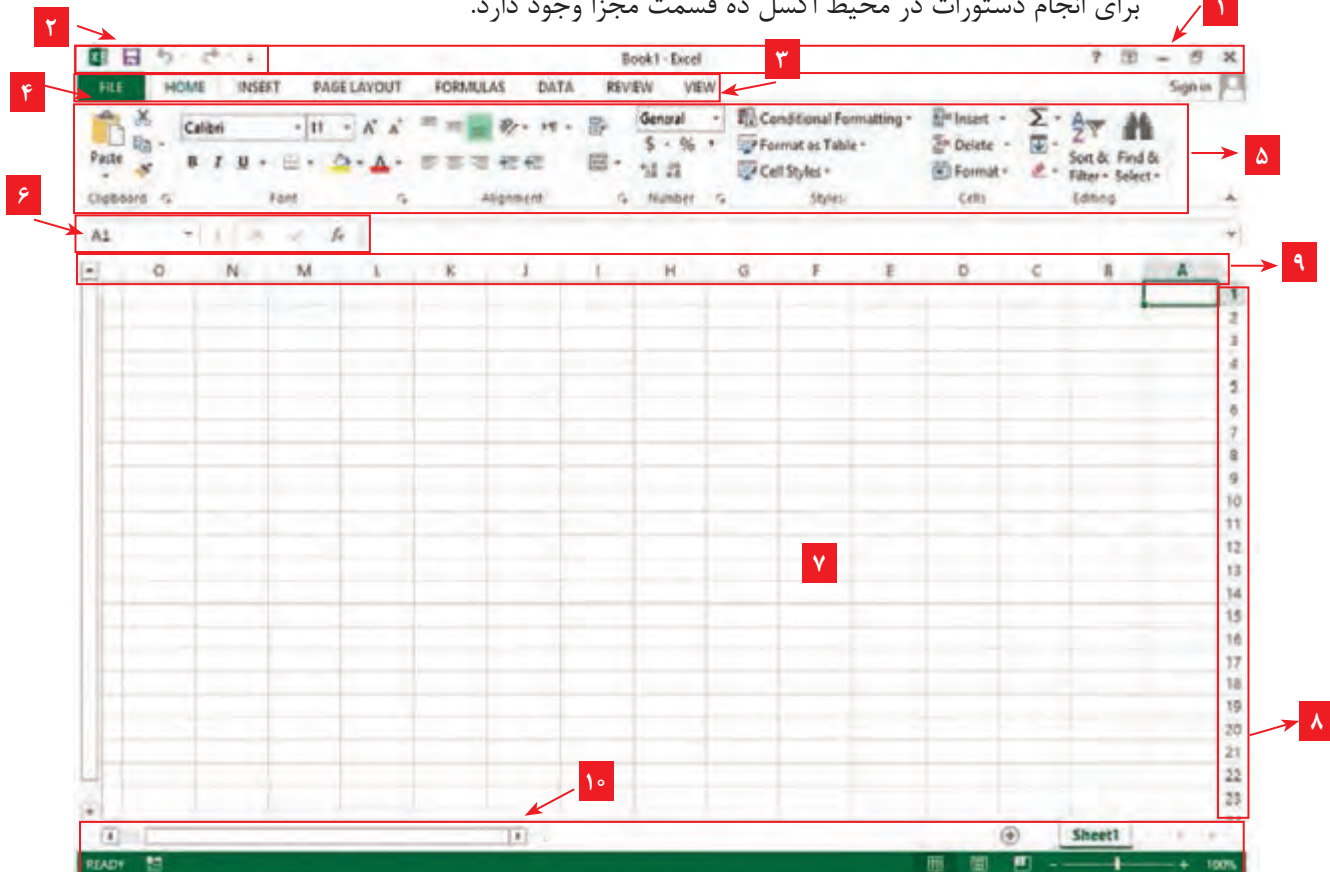 برای انجام دستورات در محیط اکسل ده قسمت مجزا وجود دارد.
۱
۲
Book1 - Excel
?
۳
۴
FILE HOME INSERT PAGE LAYOUT FORMULAS DATA REVIEW VIEW
Sign in
Calibri 11 A A General Conditional Formatting Insert Σ
Paste B I U A $ % , Format as Table Delete Sort & Find &
Cell Styles Format Filter Select
Clipboard Font Alignment Number Styles Cells Editing
۵
۶
A1 fx
O N M L K J I H G F E D C B A
۹
1
2
3
4
5
6
7
8
9
10
11
12
13
14
15
16
17
18
19
20
21
22
23
۷
۸
۱۰
Sheet1
READY - + 100%